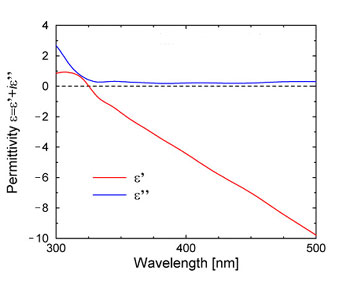 4
2
0
−2
−4
−6
−8
−10
Permittivity ε=ε’+iε’’
ε’
ε’’
300
400
500
Wavelength [nm]